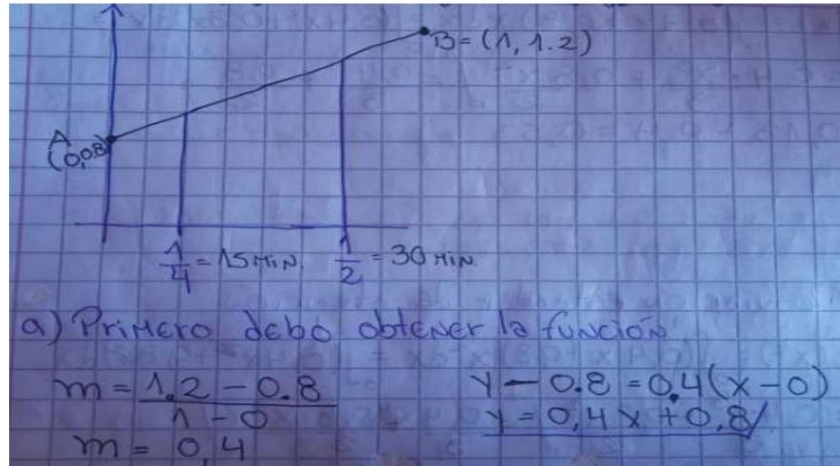 B=(1, 1.2)
A
(0,0.8)
1/4 = 15 MiN. 1/2 = 30 MiN
a) PriMero debo obteNer la fuNcióN
m = 1.2 - 0.8 / 1 - 0
m = 0,4
y - 0.8 = 0.4(x - 0)
y = 0,4x + 0,8/